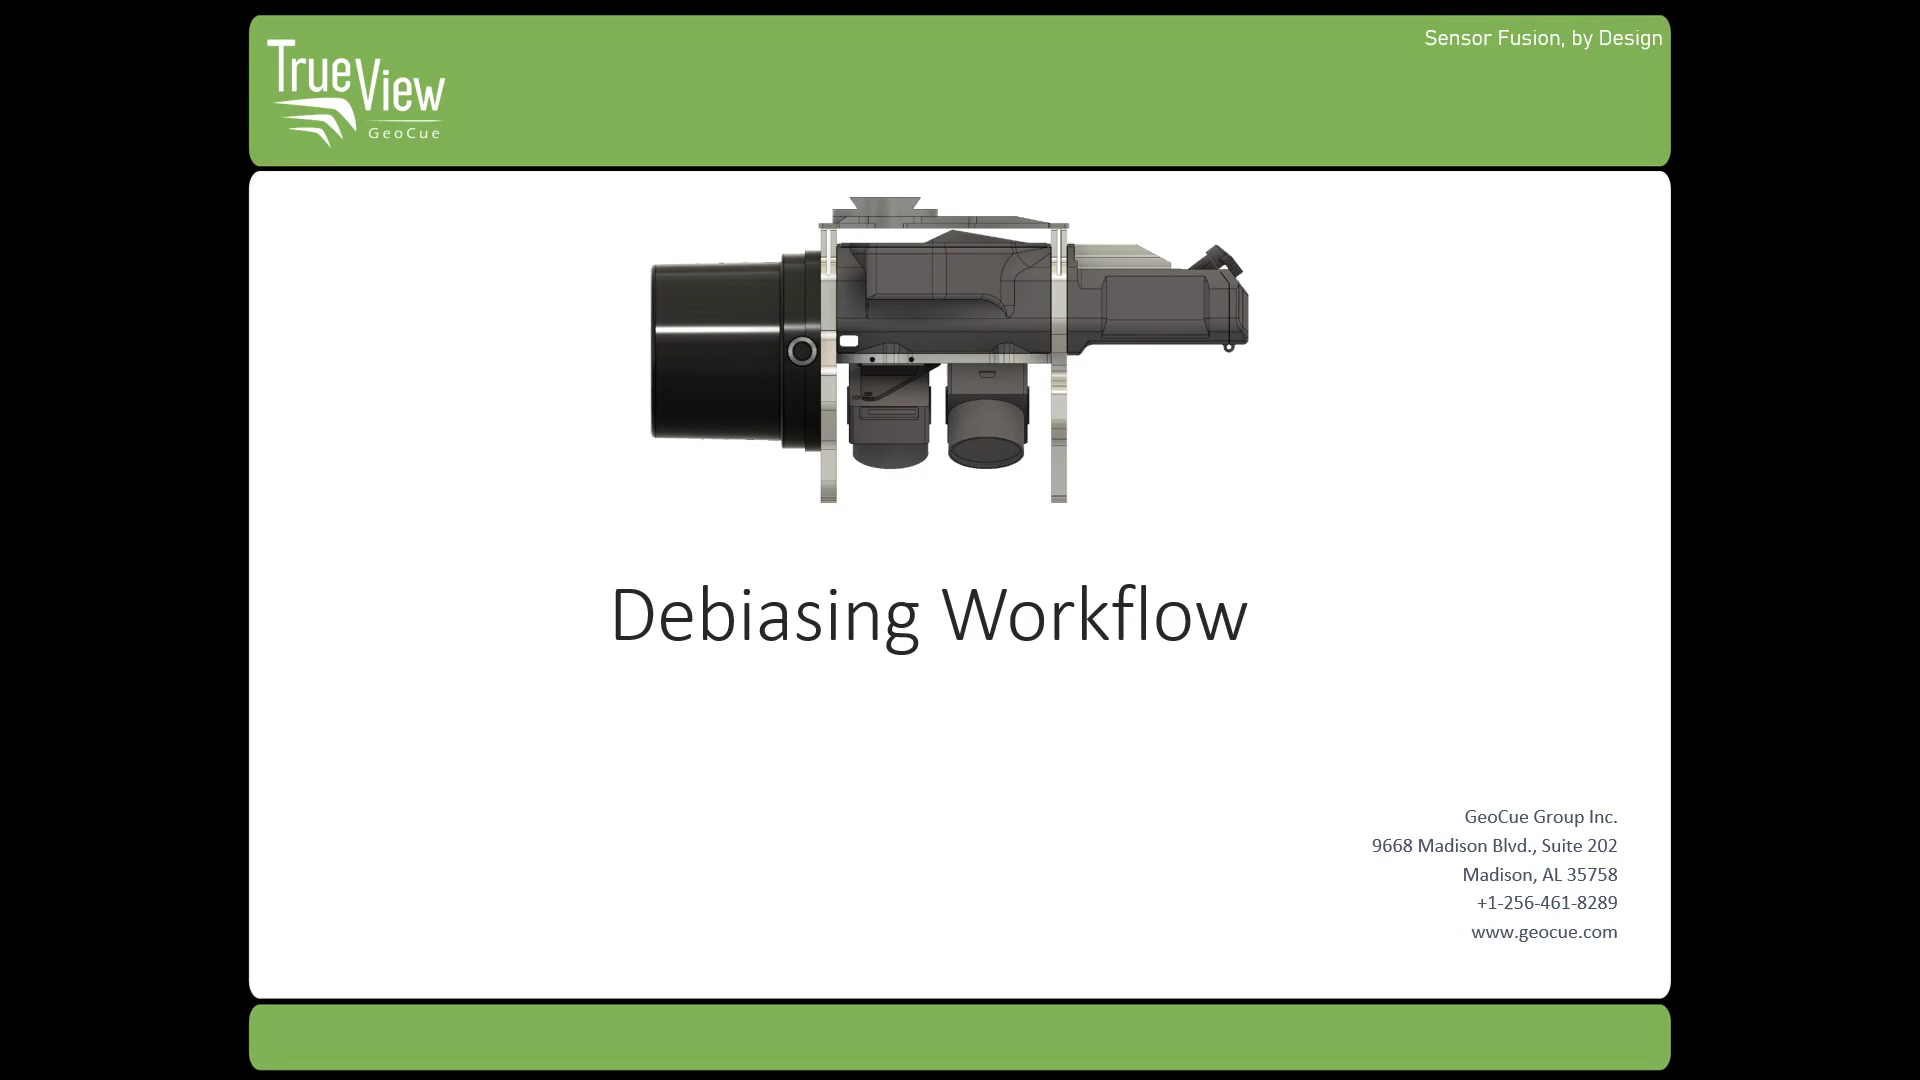 TrueView
GeoCue
Sensor Fusion, by Design
Debiasing Workflow
GeoCue Group Inc.
9668 Madison Blvd., Suite 202
Madison, AL 35758
+1-256-461-8289
www.geocue.com